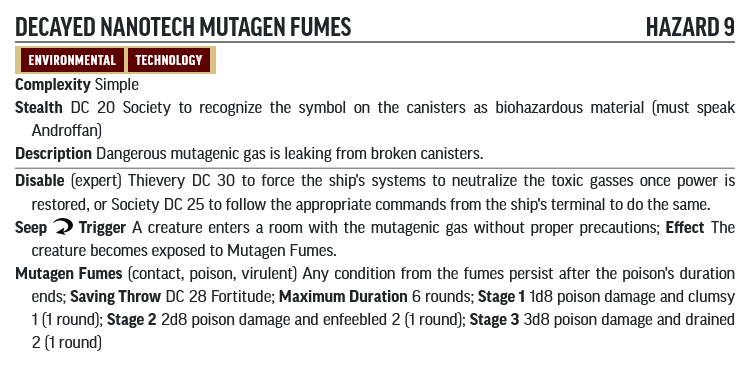 DECAYED NANOTECH MUTAGEN FUMES HAZARD 9
ENVIRONMENTAL TECHNOLOGY
Complexity Simple
Stealth DC 20 Society to recognize the symbol on the canisters as biohazardous material (must speak
Androffan)
Description Dangerous mutagenic gas is leaking from broken canisters.
Disable (expert) Thievery DC 30 to force the ship's systems to neutralize the toxic gasses once power is
restored, or Society DC 25 to follow the appropriate commands from the ship's terminal to do the same.
Seep Trigger A creature enters a room with the mutagenic gas without proper precautions; Effect The
creature becomes exposed to Mutagen Fumes.
Mutagen Fumes (contact, poison, virulent) Any condition from the fumes persist after the poison's duration
ends; Saving Throw DC 28 Fortitude; Maximum Duration 6 rounds; Stage 1 1d8 poison damage and clumsy
1 (1 round); Stage 2 2d8 poison damage and enfeebled 2 (1 round); Stage 3 3d8 poison damage and drained
2 (1 round)